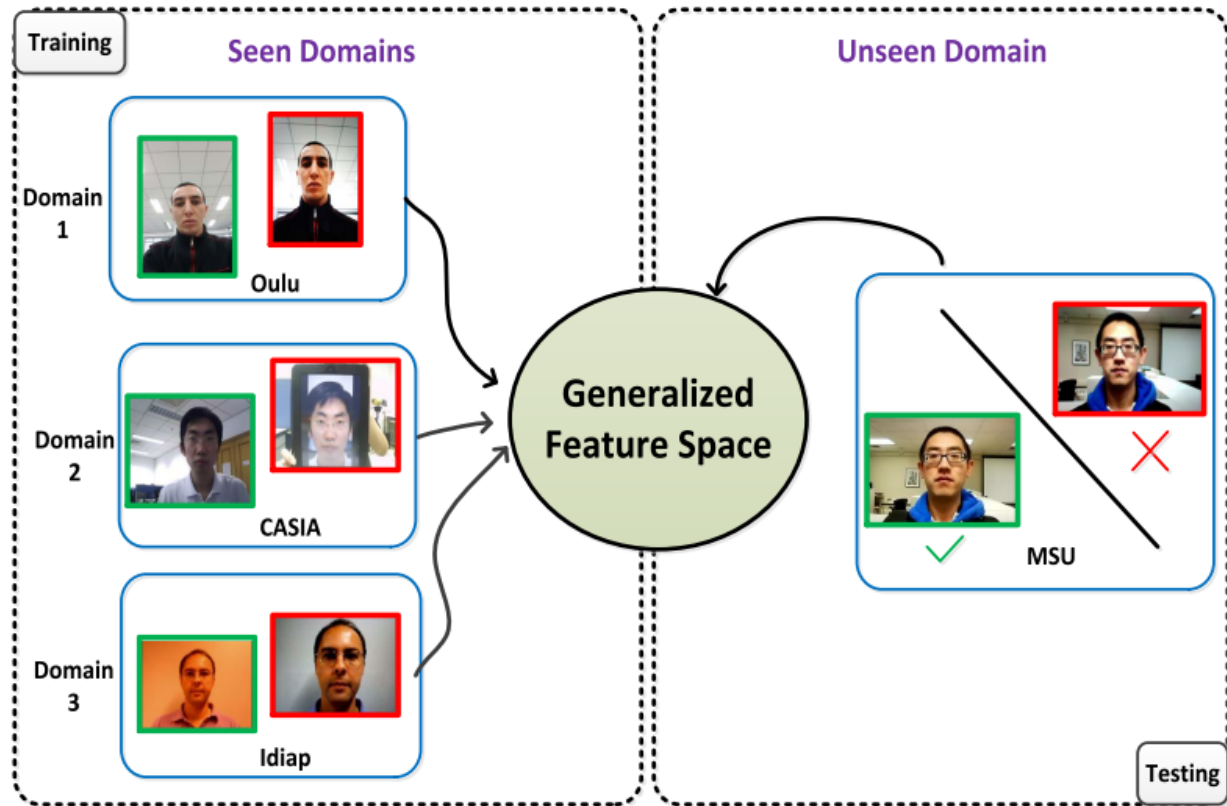 Training
Seen Domains
Unseen Domain
Domain
1
Oulu
Domain
2
CASIA
Domain
3
Idiap
Generalized
Feature Space
MSU
Testing